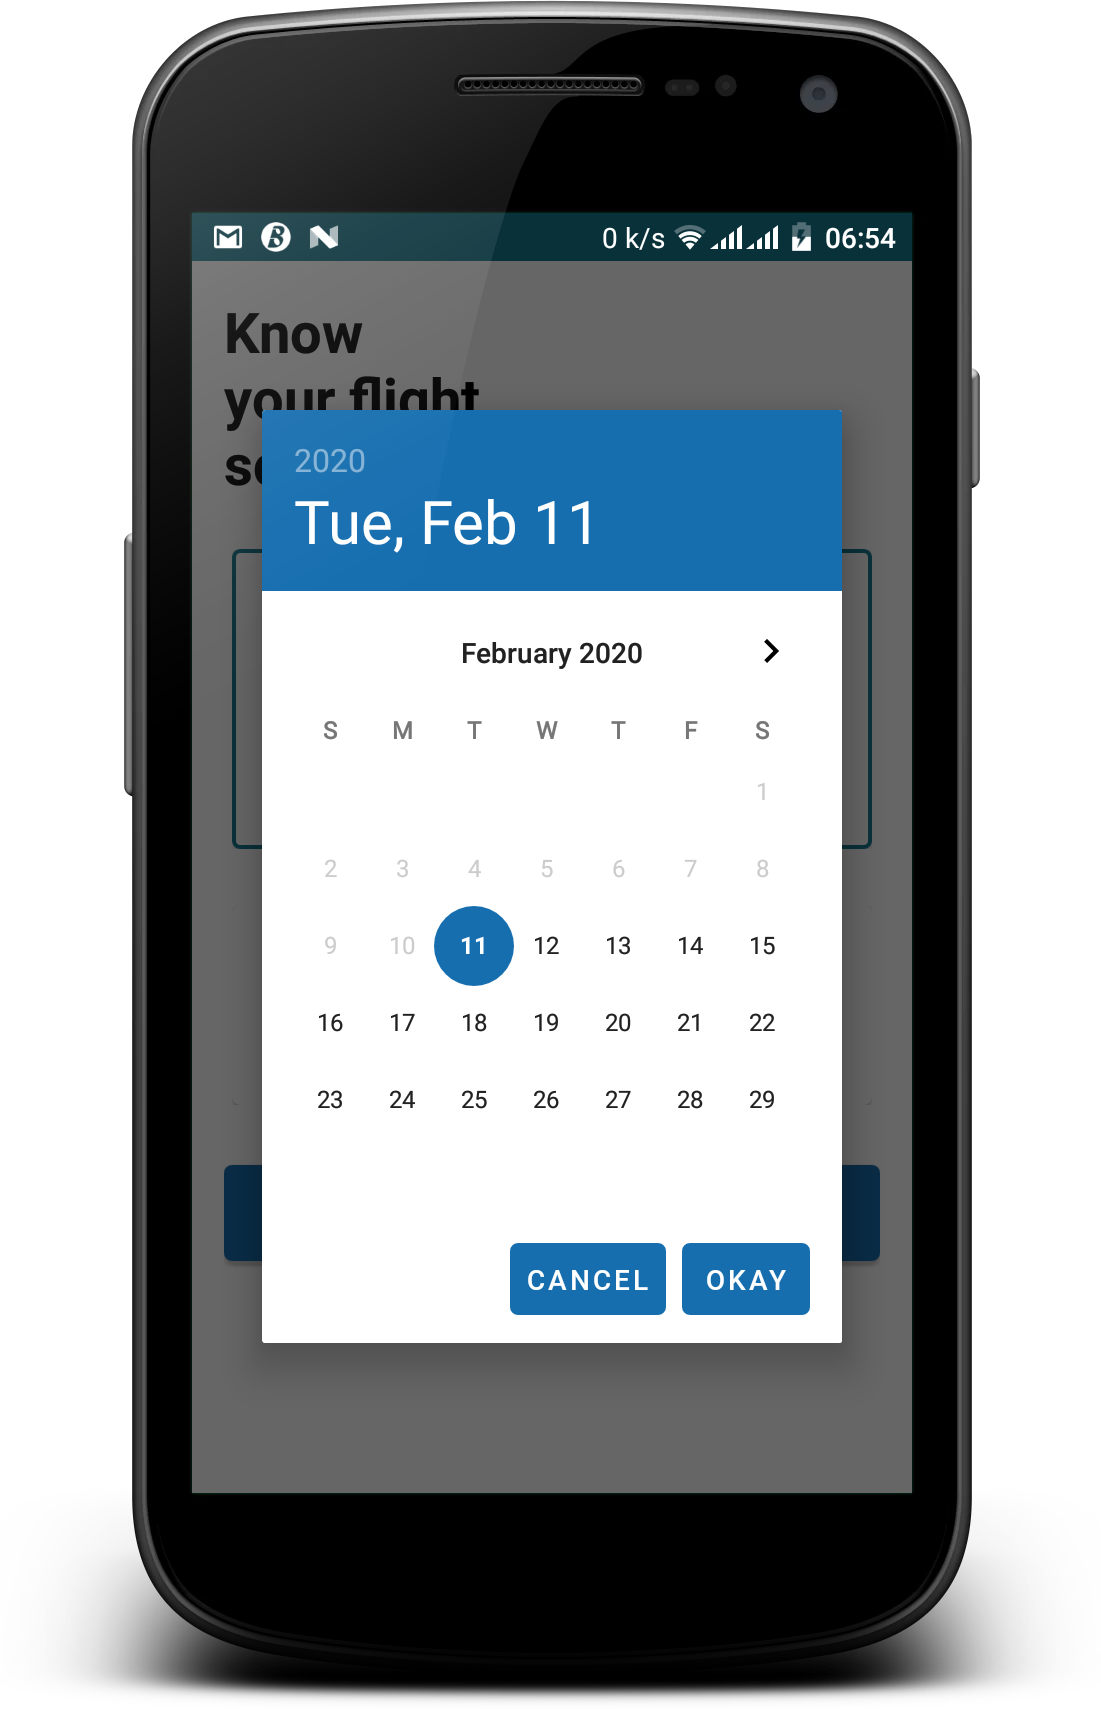 0 k/s 06:54
Know
your flight
2020
Tue, Feb 11
February 2020
S M T W T F S
1
2 3 4 5 6 7 8
9 10 11 12 13 14 15
16 17 18 19 20 21 22
23 24 25 26 27 28 29
CANCEL OKAY